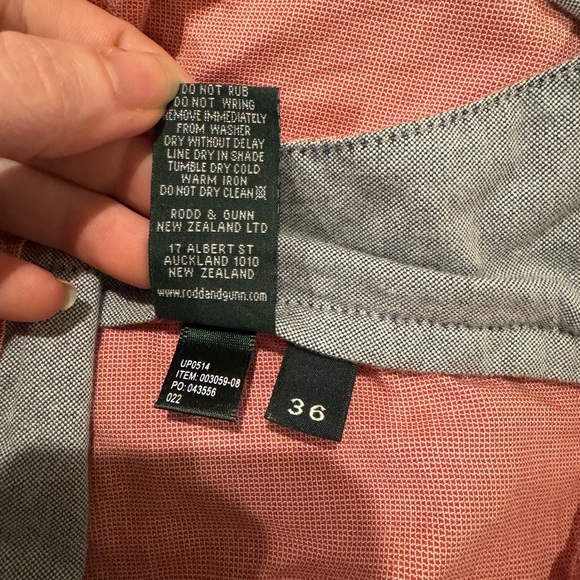 DO NOT RUB
DO NOT WRING
REMOVE IMMEDIATELY
FROM WASHER
DRY WITHOUT DELAY
LINE DRY IN SHADE
TUMBLE DRY COLD
WARM IRON
DO NOT DRY CLEAN
RODD & GUNN
NEW ZEALAND LTD
17 ALBERT ST
AUCKLAND 1010
NEW ZEALAND
www.roddandgunn.com
UP0514
ITEM: 003059-08
PO: 043556
022
36